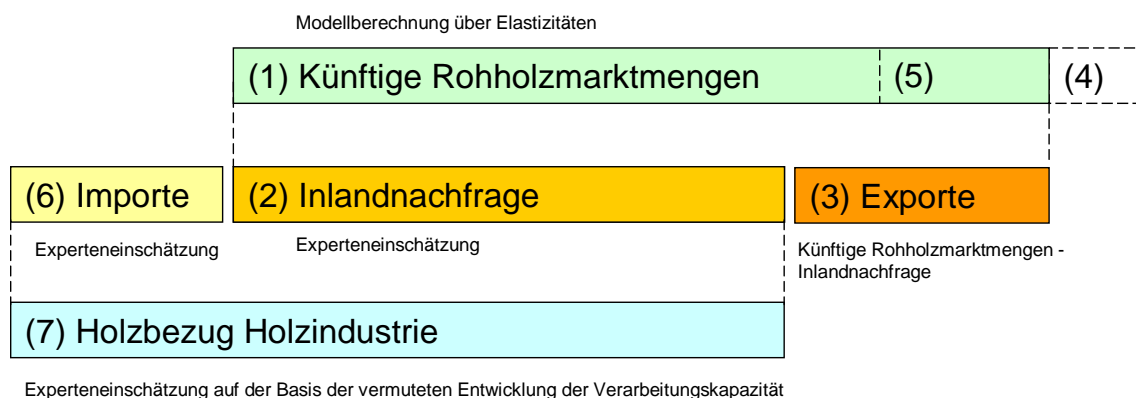 Modellberechnung über Elastizitäten
(1) Künftige Rohholzmarktmengen
(5)
(4)
(6) Importe
(2) Inlandnachfrage
(3) Exporte
Experteneinschätzung
Experteneinschätzung
Künftige Rohholzmarktmengen -
Inlandnachfrage
(7) Holzbezug Holzindustrie
Experteneinschätzung auf der Basis der vermuteten Entwicklung der Verarbeitungskapazität